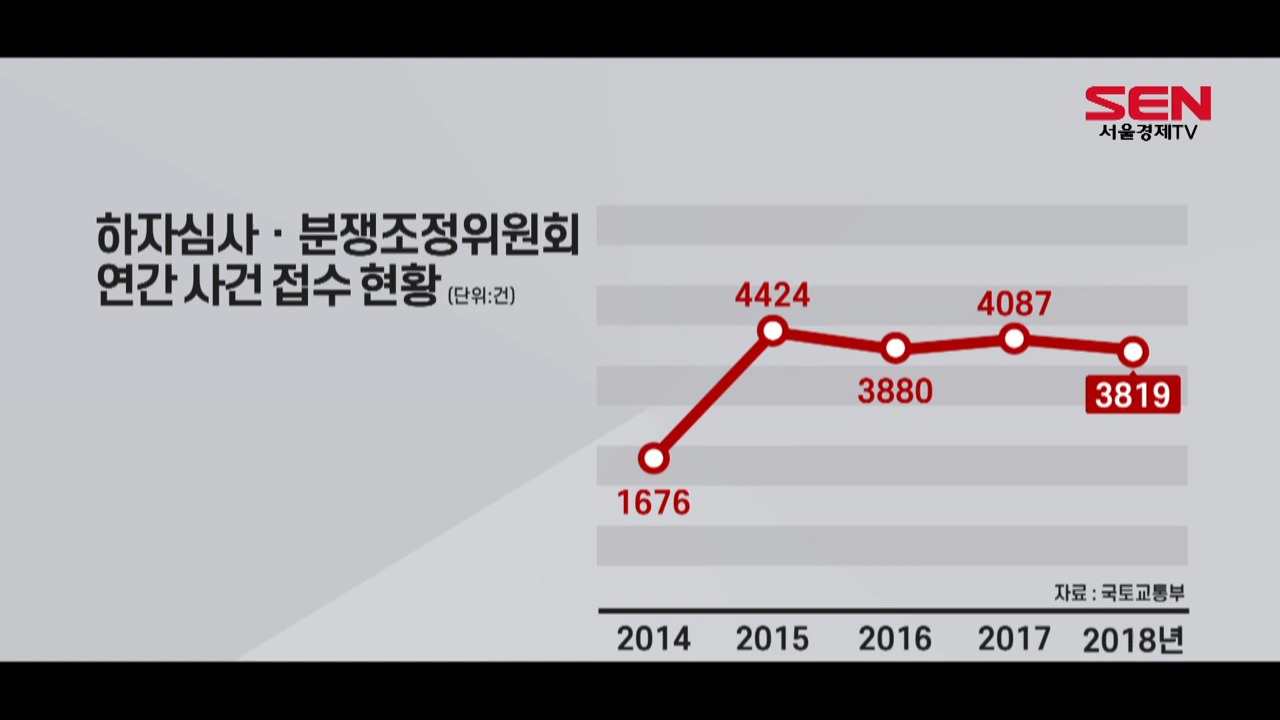 SEN
서울경제TV
하자심사 · 분쟁조정위원회
연간 사건 접수 현황 (단위:건)
4424
4087
3880
3819
1676
자료 : 국토교통부
2014 2015 2016 2017 2018년